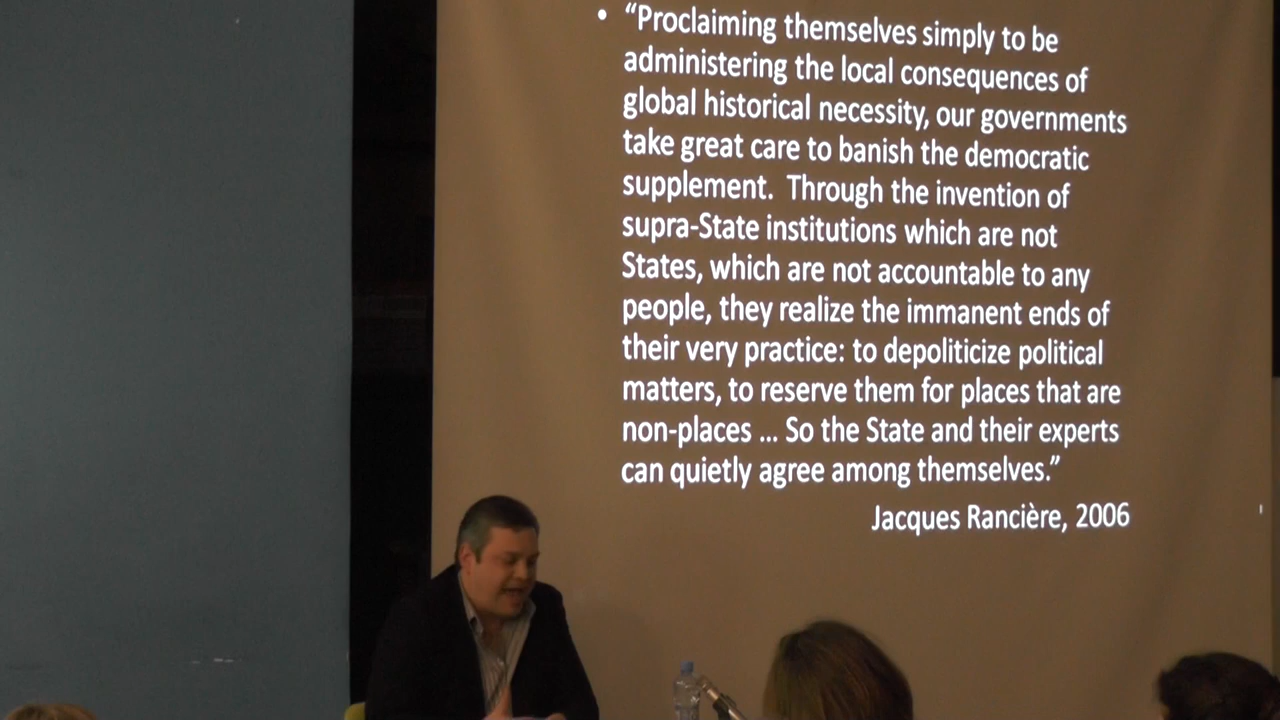 • “Proclaiming themselves simply to be
administering the local consequences of
global historical necessity, our governments
take great care to banish the democratic
supplement.  Through the invention of
supra-State institutions which are not
States, which are not accountable to any
people, they realize the immanent ends of
their very practice: to depoliticize political
matters, to reserve them for places that are
non-places ... So the State and their experts
can quietly agree among themselves.”
Jacques Rancière, 2006